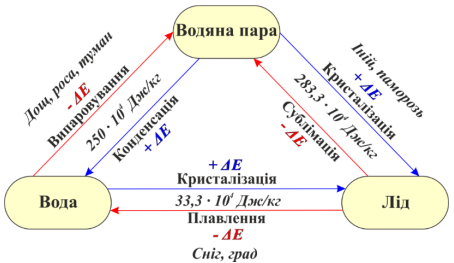 Водяна пара
Дощ, роса, туман
- ΔE
Випаровування
250 · 10⁴ Дж/кг
Конденсація
+ ΔE
Іній, паморозь
+ ΔE
Кристалізація
283,3 · 10⁴ Дж/кг
Сублімація
- ΔE
+ ΔE
Кристалізація
33,3 · 10⁴ Дж/кг
Плавлення
- ΔE
Сніг, град
Вода
Лід